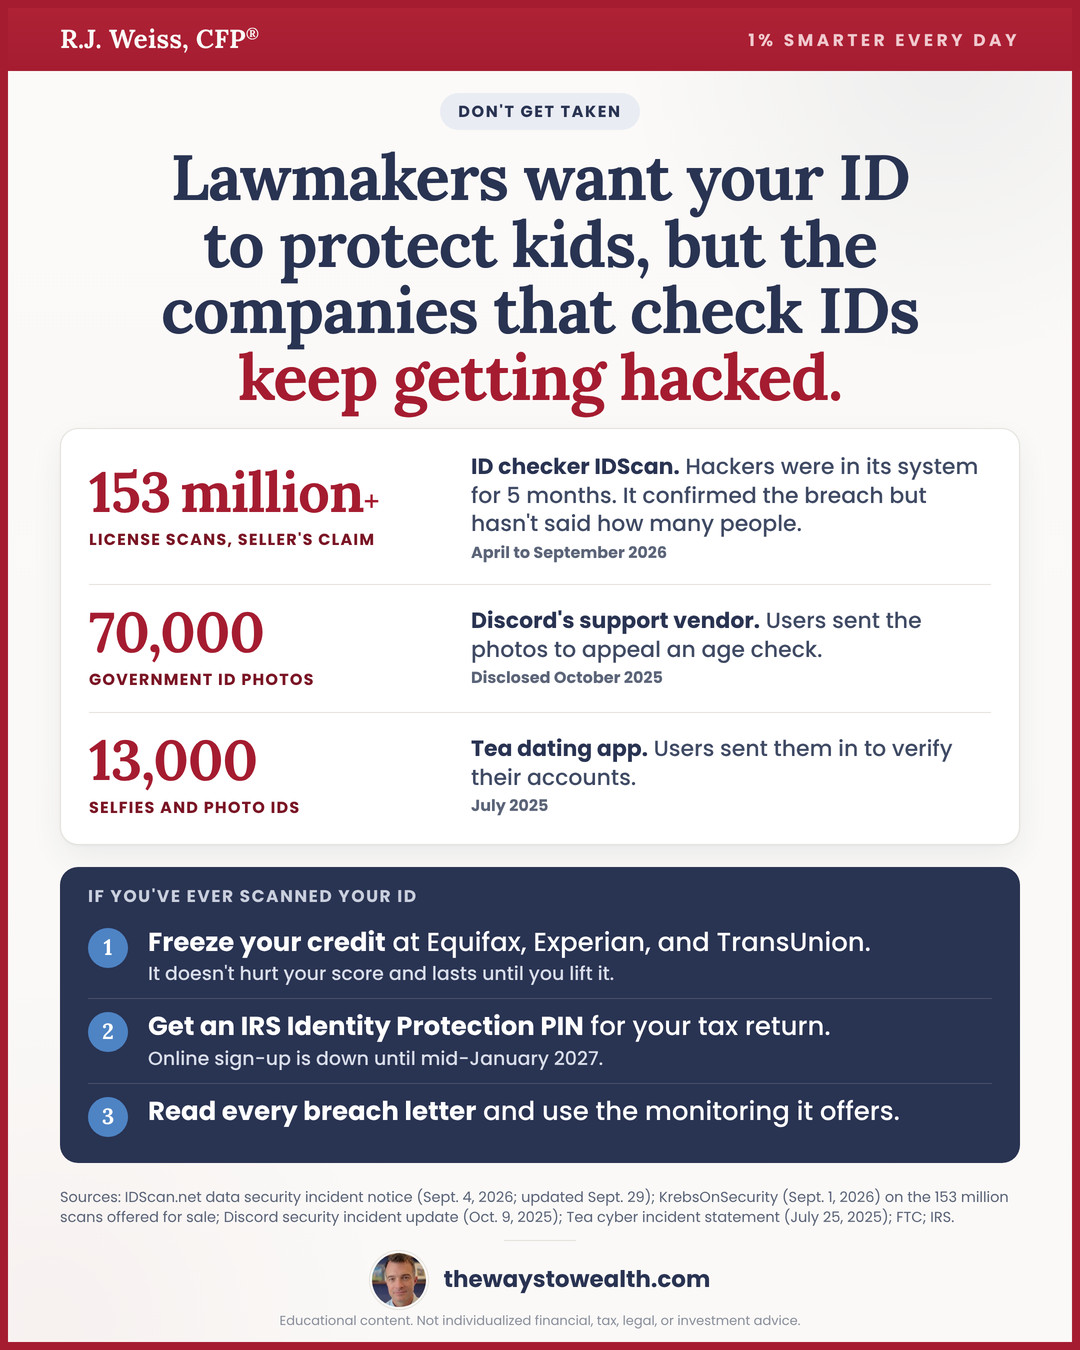 R.J. Weiss, CFP®
1% SMARTER EVERY DAY
DON'T GET TAKEN
Lawmakers want your ID
to protect kids, but the
companies that check IDs
keep getting hacked.
153 million+
LICENSE SCANS, SELLER'S CLAIM
ID checker IDScan. Hackers were in its system
for 5 months. It confirmed the breach but
hasn't said how many people.
April to September 2026
70,000
GOVERNMENT ID PHOTOS
Discord's support vendor. Users sent the
photos to appeal an age check.
Disclosed October 2025
13,000
SELFIES AND PHOTO IDS
Tea dating app. Users sent them in to verify
their accounts.
July 2025
IF YOU'VE EVER SCANNED YOUR ID
1 Freeze your credit at Equifax, Experian, and TransUnion.
It doesn't hurt your score and lasts until you lift it.
2 Get an IRS Identity Protection PIN for your tax return.
Online sign-up is down until mid-January 2027.
3 Read every breach letter and use the monitoring it offers.
Sources: IDScan.net data security incident notice (Sept. 4, 2026; updated Sept. 29); KrebsOnSecurity (Sept. 1, 2026) on the 153 million
scans offered for sale; Discord security incident update (Oct. 9, 2025); Tea cyber incident statement (July 25, 2025); FTC; IRS.
thewaystowealth.com
Educational content. Not individualized financial, tax, legal, or investment advice.